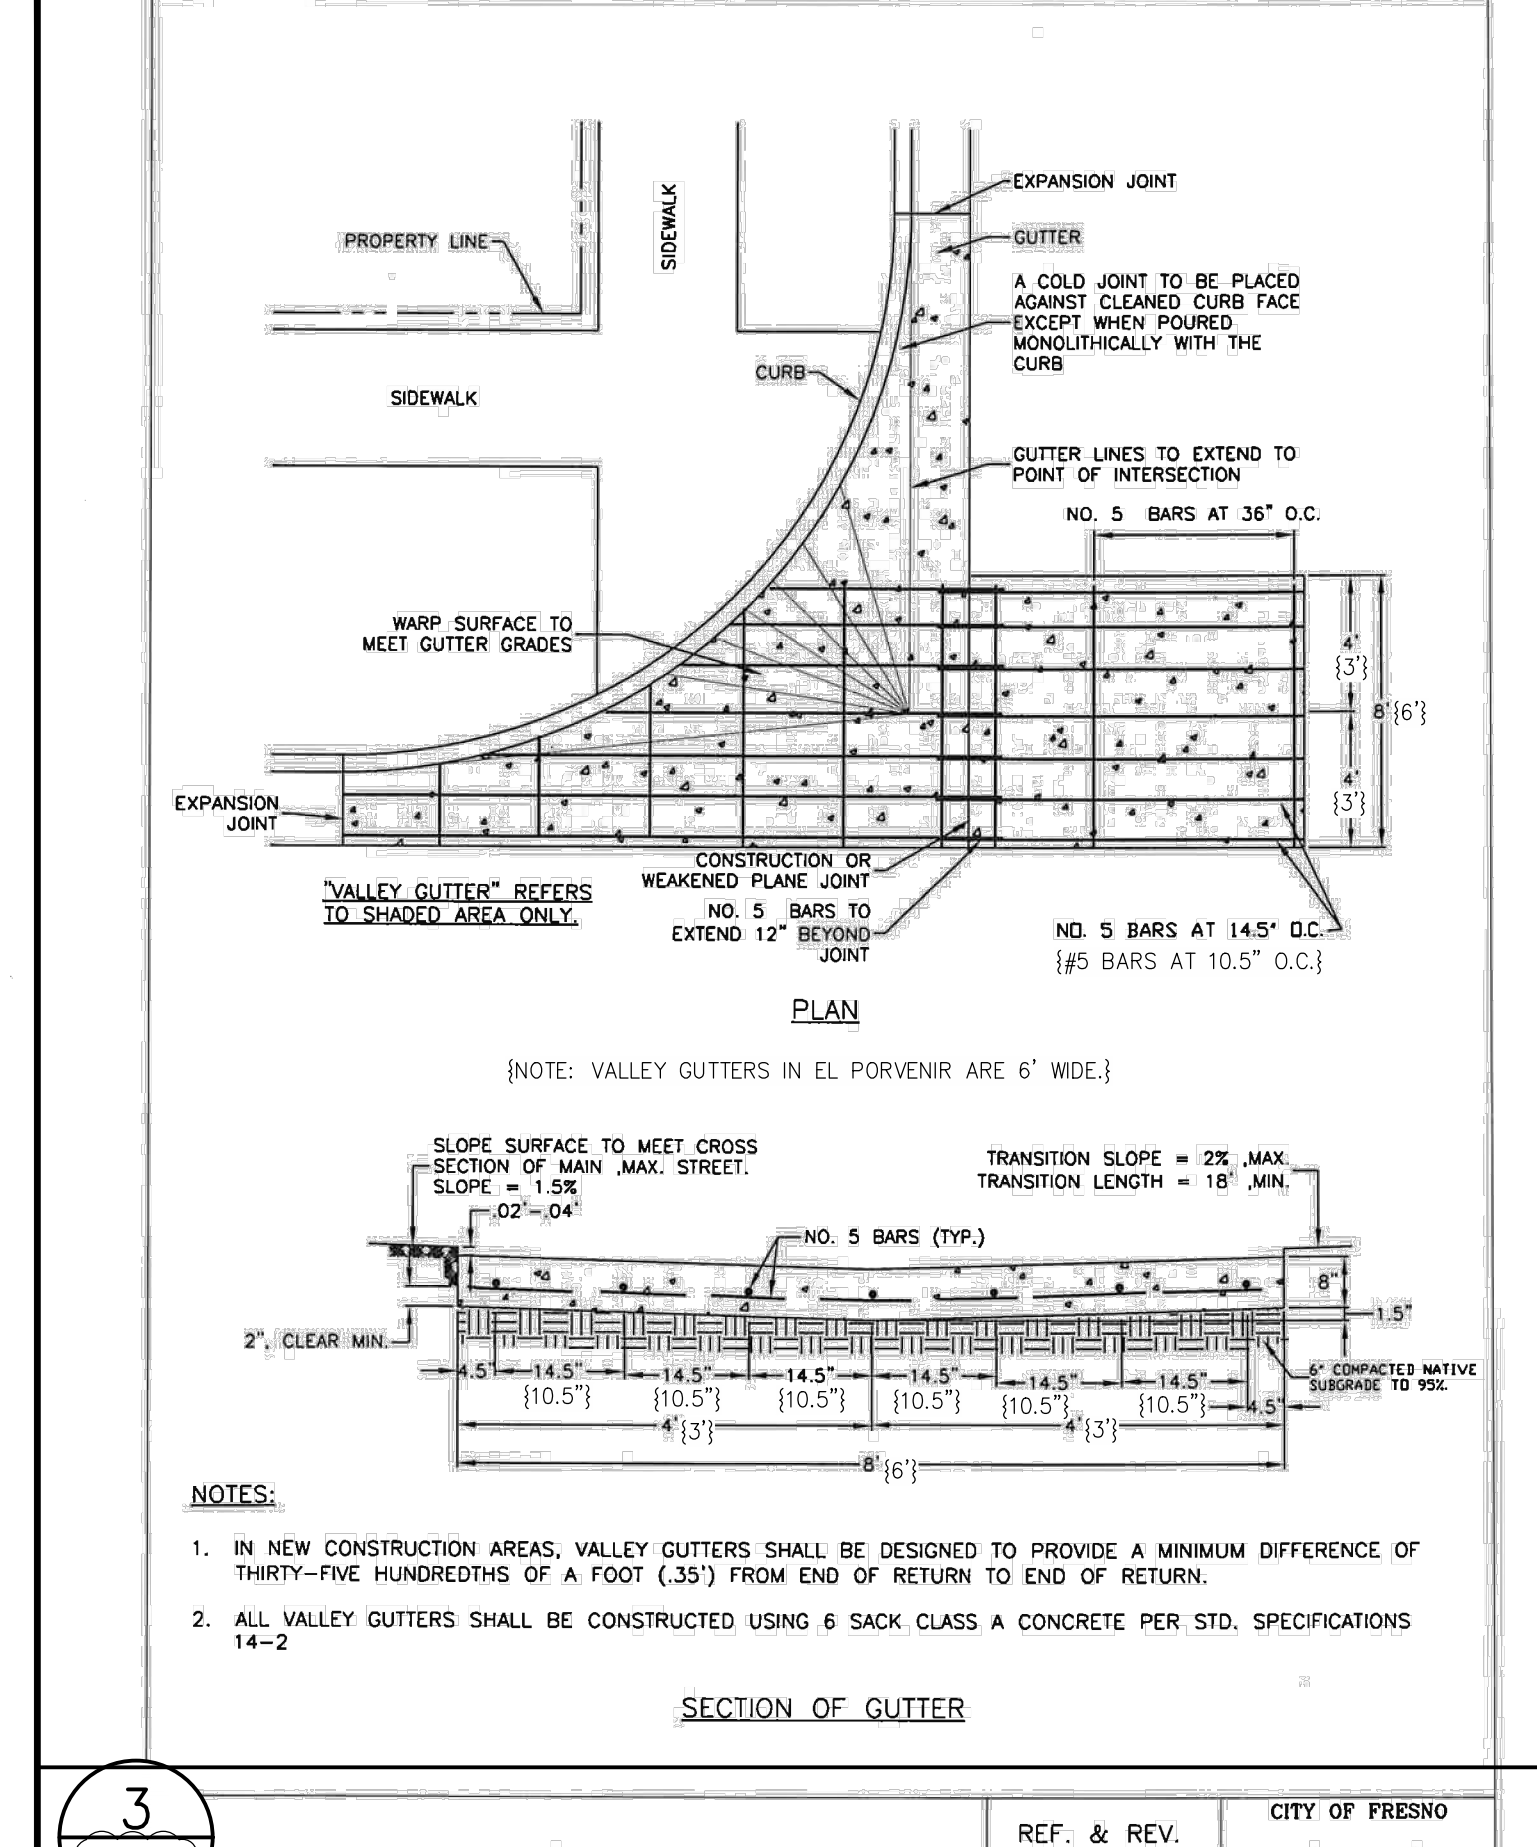 EXPANSION JOINT
SIDEWALK
PROPERTY LINE
GUTTER
A COLD JOINT TO BE PLACED
AGAINST CLEANED CURB FACE
EXCEPT WHEN POURED
MONOLITHICALLY WITH THE
CURB
CURB
SIDEWALK
GUTTER LINES TO EXTEND TO
POINT OF INTERSECTION
NO. 5 BARS AT 36" O.C.
WARP SURFACE TO
MEET GUTTER GRADES
4'
{3'}
8' {6'}
4'
{3'}
EXPANSION
JOINT
CONSTRUCTION OR
WEAKENED PLANE JOINT
"VALLEY GUTTER" REFERS
TO SHADED AREA ONLY.
NO. 5 BARS TO
EXTEND 12" BEYOND
JOINT
NO. 5 BARS AT 14.5" O.C.
{#5 BARS AT 10.5" O.C.}
PLAN
{NOTE: VALLEY GUTTERS IN EL PORVENIR ARE 6' WIDE.}
SLOPE SURFACE TO MEET CROSS
SECTION OF MAIN ,MAX. STREET.
SLOPE = 1.5%
.02'-.04'
TRANSITION SLOPE = 2% ,MAX.
TRANSITION LENGTH = 18' ,MIN.
NO. 5 BARS (TYP.)
8"
1.5"
2", CLEAR MIN.
6" COMPACTED NATIVE
SUBGRADE TO 95%.
4.5" 14.5" 14.5" 14.5" 14.5" 14.5" 14.5"
{10.5"} {10.5"} {10.5"} {10.5"} {10.5"} {10.5"} 4.5"
4' {3'} 4' {3'}
8' {6'}
NOTES:
1. IN NEW CONSTRUCTION AREAS, VALLEY GUTTERS SHALL BE DESIGNED TO PROVIDE A MINIMUM DIFFERENCE OF
THIRTY-FIVE HUNDREDTHS OF A FOOT (.35') FROM END OF RETURN TO END OF RETURN.
2. ALL VALLEY GUTTERS SHALL BE CONSTRUCTED USING 6 SACK CLASS A CONCRETE PER STD. SPECIFICATIONS
14-2
SECTION OF GUTTER
3
REF. & REV.
CITY OF FRESNO